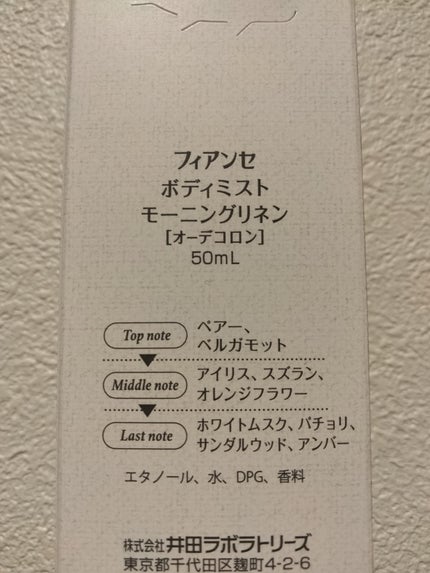 フィアンセ
ボディミスト
モーニングリネン
[オーデコロン]
50mL
Top note
ペアー、
ベルガモット
Middle note
アイリス、スズラン、
オレンジフラワー
Last note
ホワイトムスク、パチョリ、
サンダルウッド、アンバー
エタノール、水、DPG、香料
株式会社 井田ラボラトリーズ
東京都千代田区麹町4-2-6